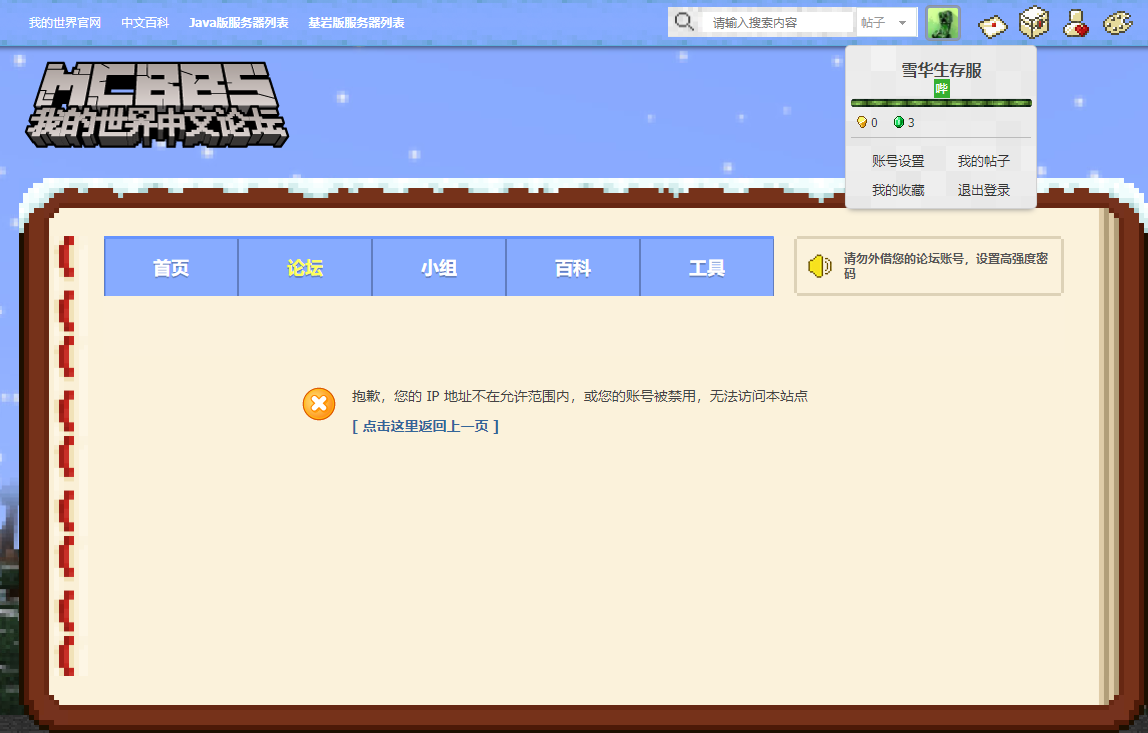 我的世界官网 中文百科 Java版服务器列表 基岩版服务器列表
请输入搜索内容 帖子
MCBBS
我的世界中文论坛
雪华生存服
哔
0 3
账号设置 我的帖子
我的收藏 退出登录
首页 论坛 小组 百科 工具
请勿外借您的论坛账号，设置高强度密
码
抱歉，您的 IP 地址不在允许范围内，或您的账号被禁用，无法访问本站点
[ 点击这里返回上一页 ]